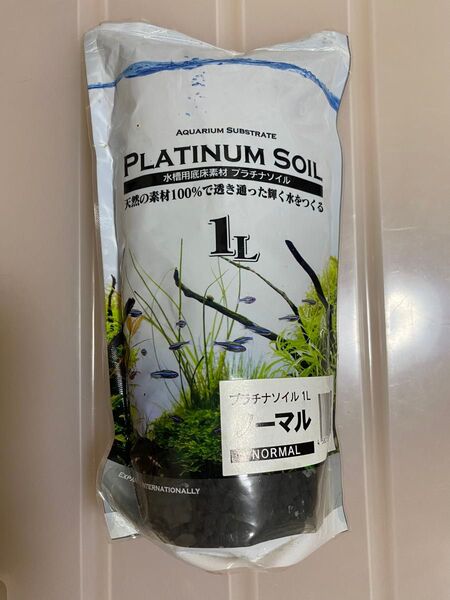 AQUARIUM SUBSTRATE
PLATINUM SOIL
水槽用底床素材 プラチナソイル
天然の素材100%で透き通った輝く水をつくる
1L
プラチナソイル 1L
ノーマル
NORMAL
INTERNATIONALLY